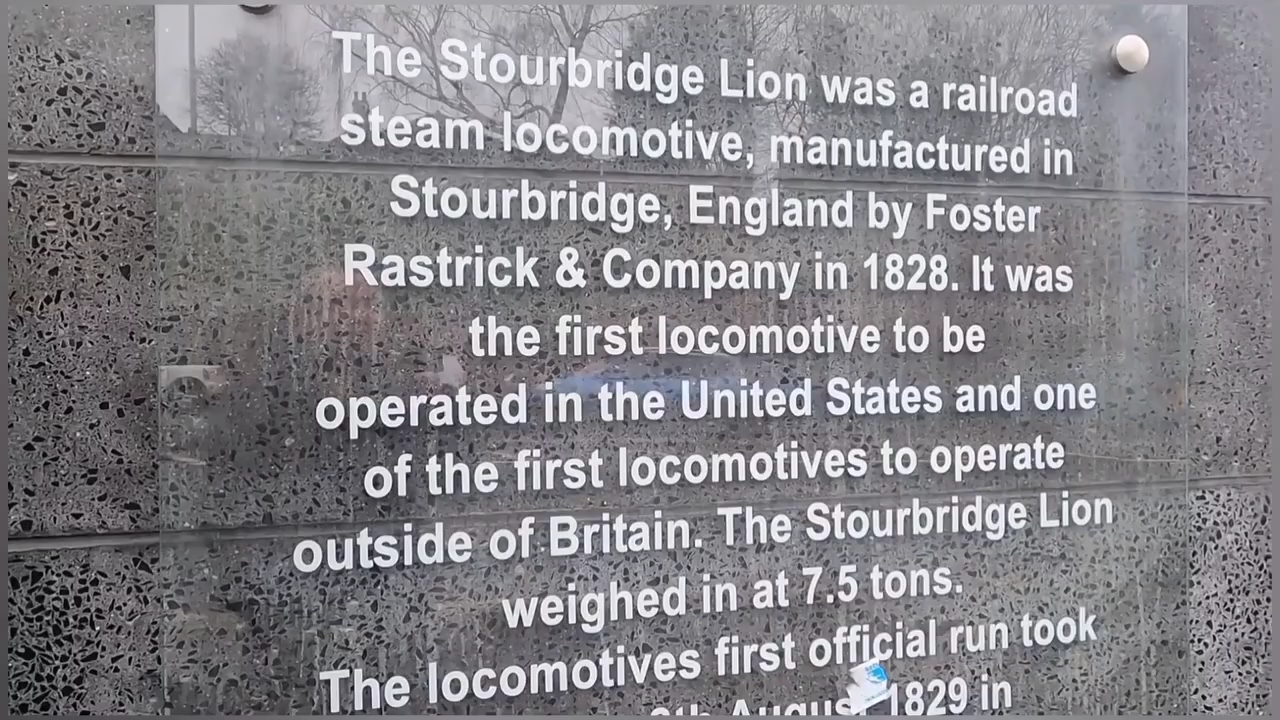 The Stourbridge Lion was a railroad
steam locomotive, manufactured in
Stourbridge, England by Foster
Rastrick & Company in 1828. It was
the first locomotive to be
operated in the United States and one
of the first locomotives to operate
outside of Britain. The Stourbridge Lion
weighed in at 7.5 tons.
The locomotives first official run took
August 1829 in